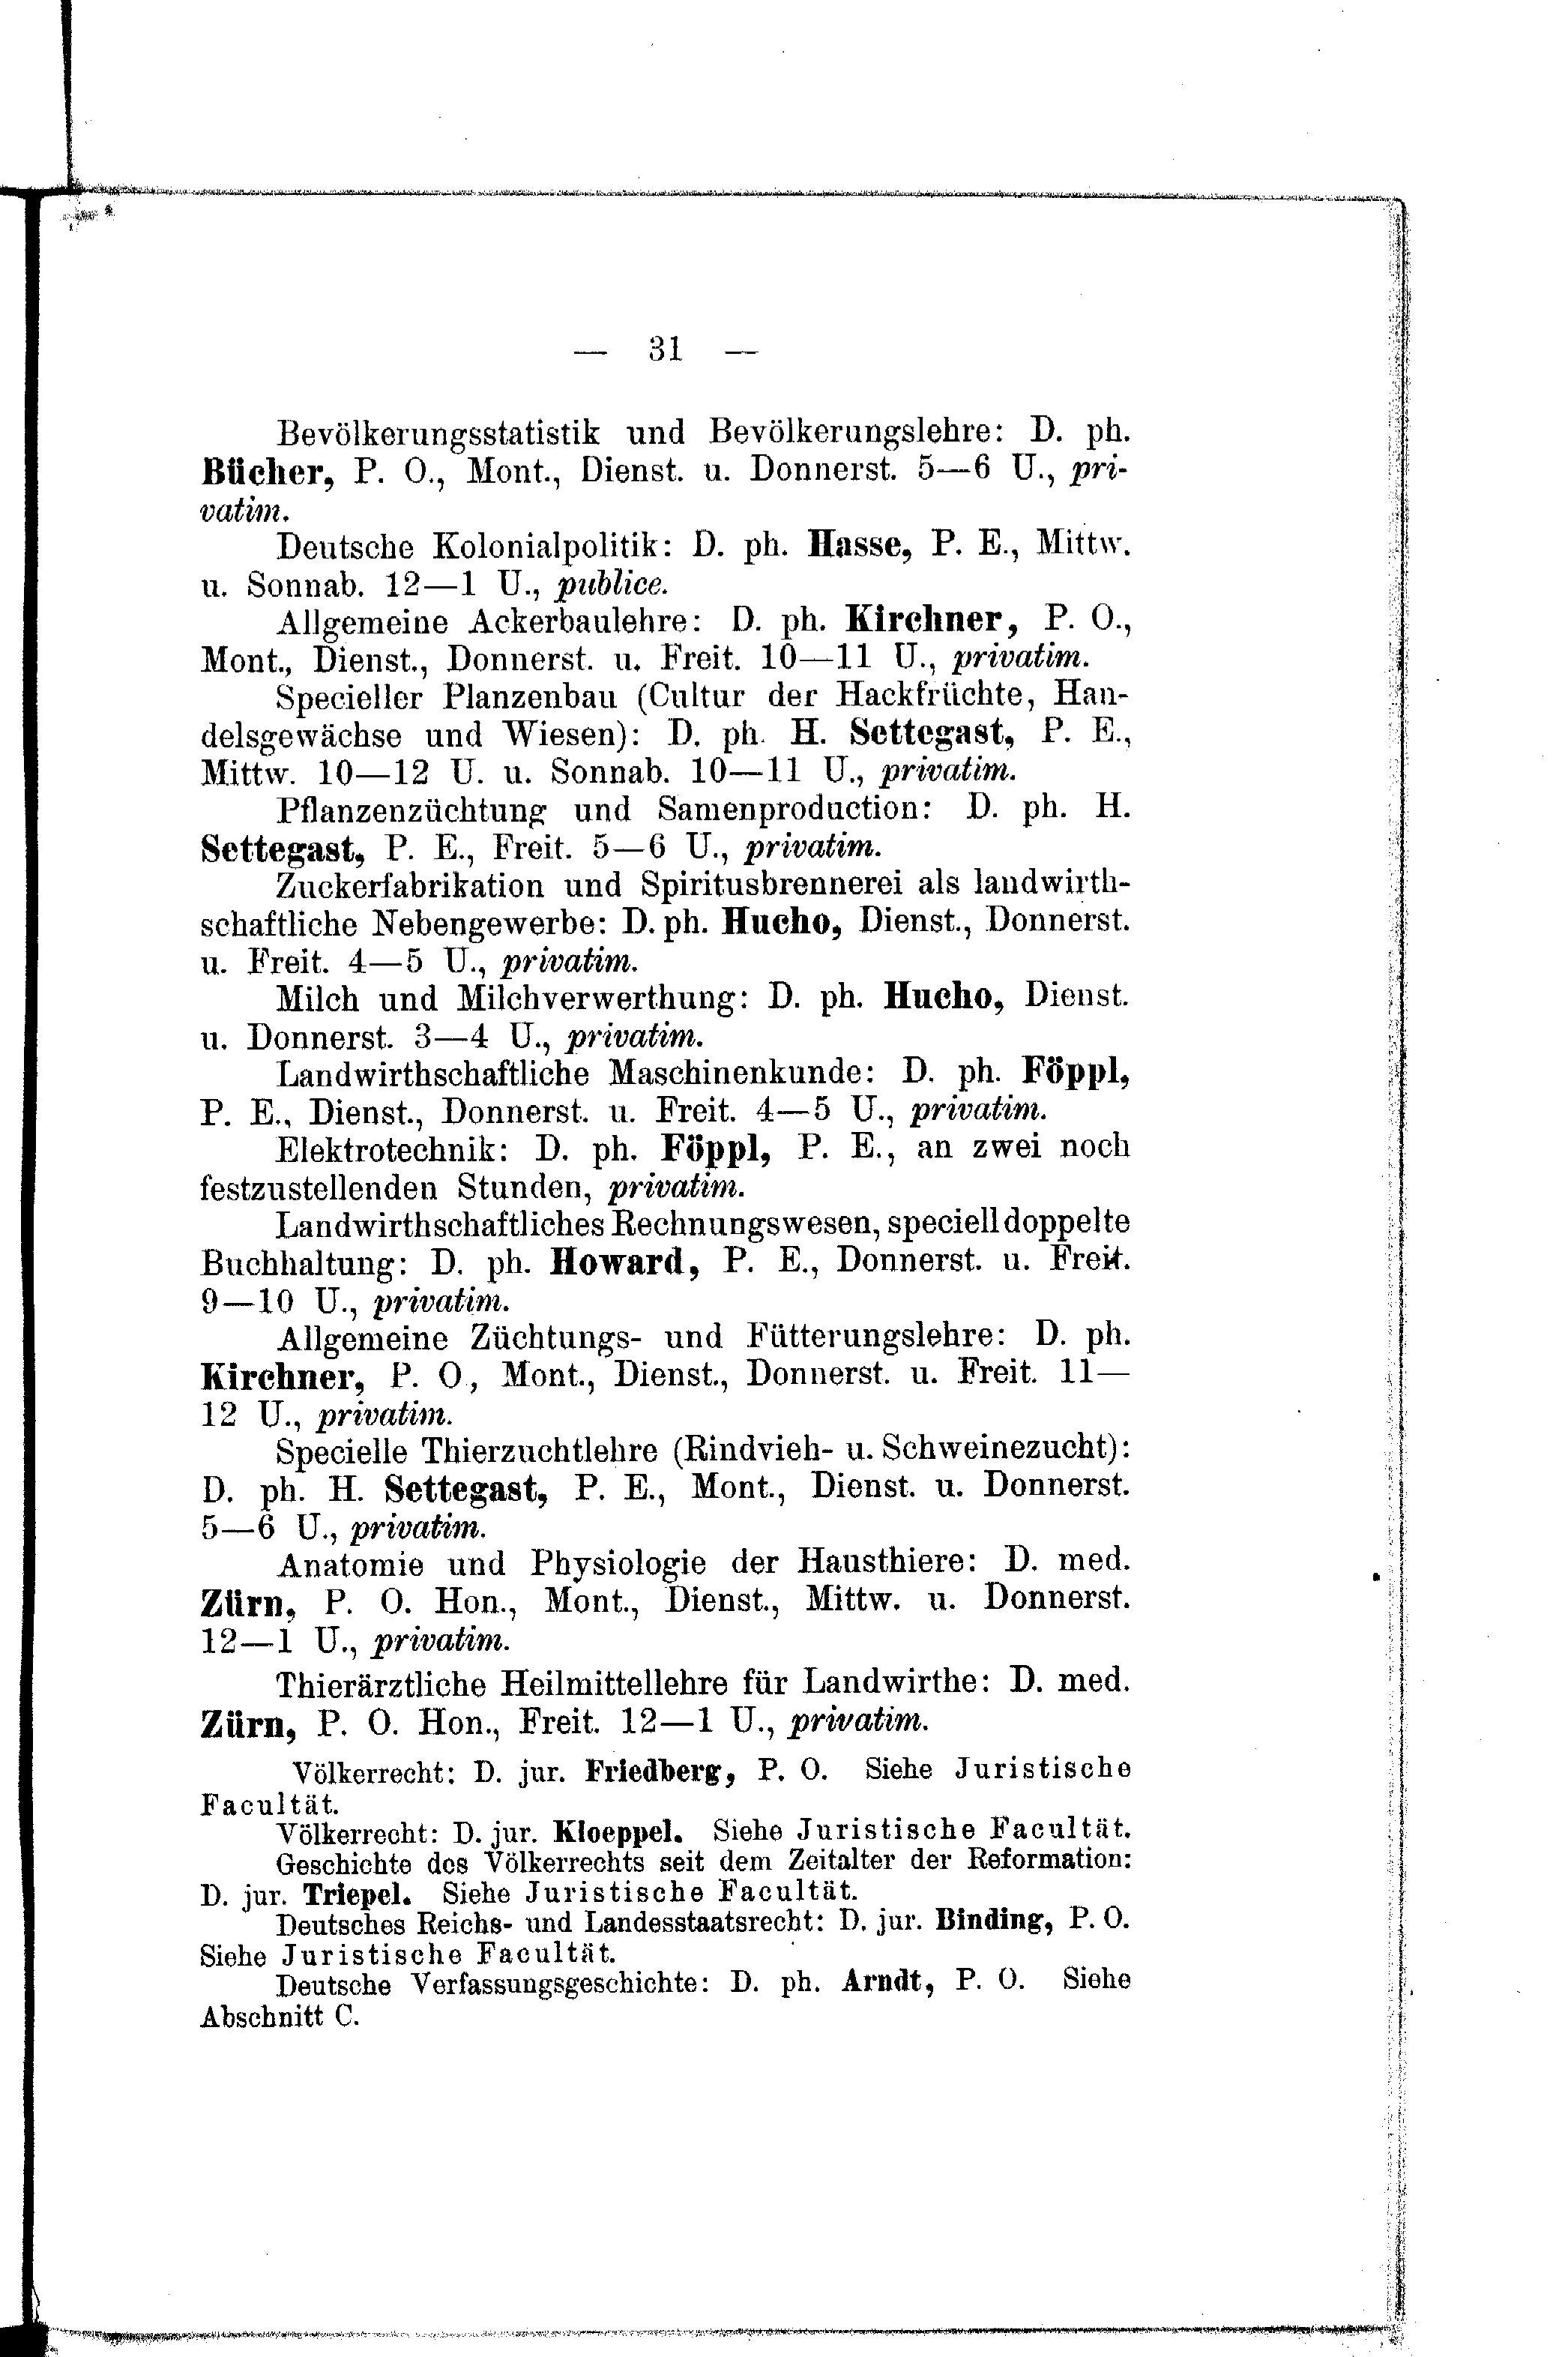 — 31 —
Bevölkerungsstatistik und Bevölkerungslehre: D. ph.
Bücher, P. O., Mont., Dienst. u. Donnerst. 5—6 U., pri-
vatim.
Deutsche Kolonialpolitik: D. ph. Hasse, P. E., Mittw.
u. Sonnab. 12—1 U., publice.
Allgemeine Ackerbaulehre: D. ph. Kirchner, P. O.,
Mont., Dienst., Donnerst. u. Freit. 10—11 U., privatim.
Specieller Planzenbau (Cultur der Hackfrüchte, Han-
delsgewächse und Wiesen): D. ph. H. Settegast, P. E.,
Mittw. 10—12 U. u. Sonnab. 10—11 U., privatim.
Pflanzenzüchtung und Samenproduction: D. ph. H.
Settegast, P. E., Freit. 5—6 U., privatim.
Zuckerfabrikation und Spiritusbrennerei als landwirth-
schaftliche Nebengewerbe: D. ph. Hucho, Dienst., Donnerst.
u. Freit. 4—5 U., privatim.
Milch und Milchverwerthung: D. ph. Hucho, Dienst.
u. Donnerst. 3—4 U., privatim.
Landwirthschaftliche Maschinenkunde: D. ph. Föppl,
P. E., Dienst., Donnerst. u. Freit. 4—5 U., privatim.
Elektrotechnik: D. ph. Föppl, P. E., an zwei noch
festzustellenden Stunden, privatim.
Landwirthschaftliches Rechnungswesen, speciell doppelte
Buchhaltung: D. ph. Howard, P. E., Donnerst. u. Freit.
9—10 U., privatim.
Allgemeine Züchtungs- und Fütterungslehre: D. ph.
Kirchner, P. O, Mont., Dienst., Donnerst. u. Freit. 11—
12 U., privatim.
Specielle Thierzuchtlehre (Rindvieh- u. Schweinezucht):
D. ph. H. Settegast, P. E., Mont., Dienst. u. Donnerst.
5—6 U., privatim.
Anatomie und Physiologie der Hausthiere: D. med.
Zürn, P. O. Hon., Mont., Dienst., Mittw. u. Donnerst.
12—1 U., privatim.
Thierärztliche Heilmittellehre für Landwirthe: D. med.
Zürn, P. O. Hon., Freit. 12—1 U., privatim.
Völkerrecht: D. jur. Friedberg, P. O. Siehe Juristische
Facultät.
Völkerrecht: D. jur. Kloeppel. Siehe Juristische Facultät.
Geschichte des Völkerrechts seit dem Zeitalter der Reformation:
D. jur. Triepel. Siehe Juristische Facultät.
Deutsches Reichs- und Landesstaatsrecht: D. jur. Binding, P. O.
Siehe Juristische Facultät.
Deutsche Verfassungsgeschichte: D. ph. Arndt, P. O. Siehe
Abschnitt C.